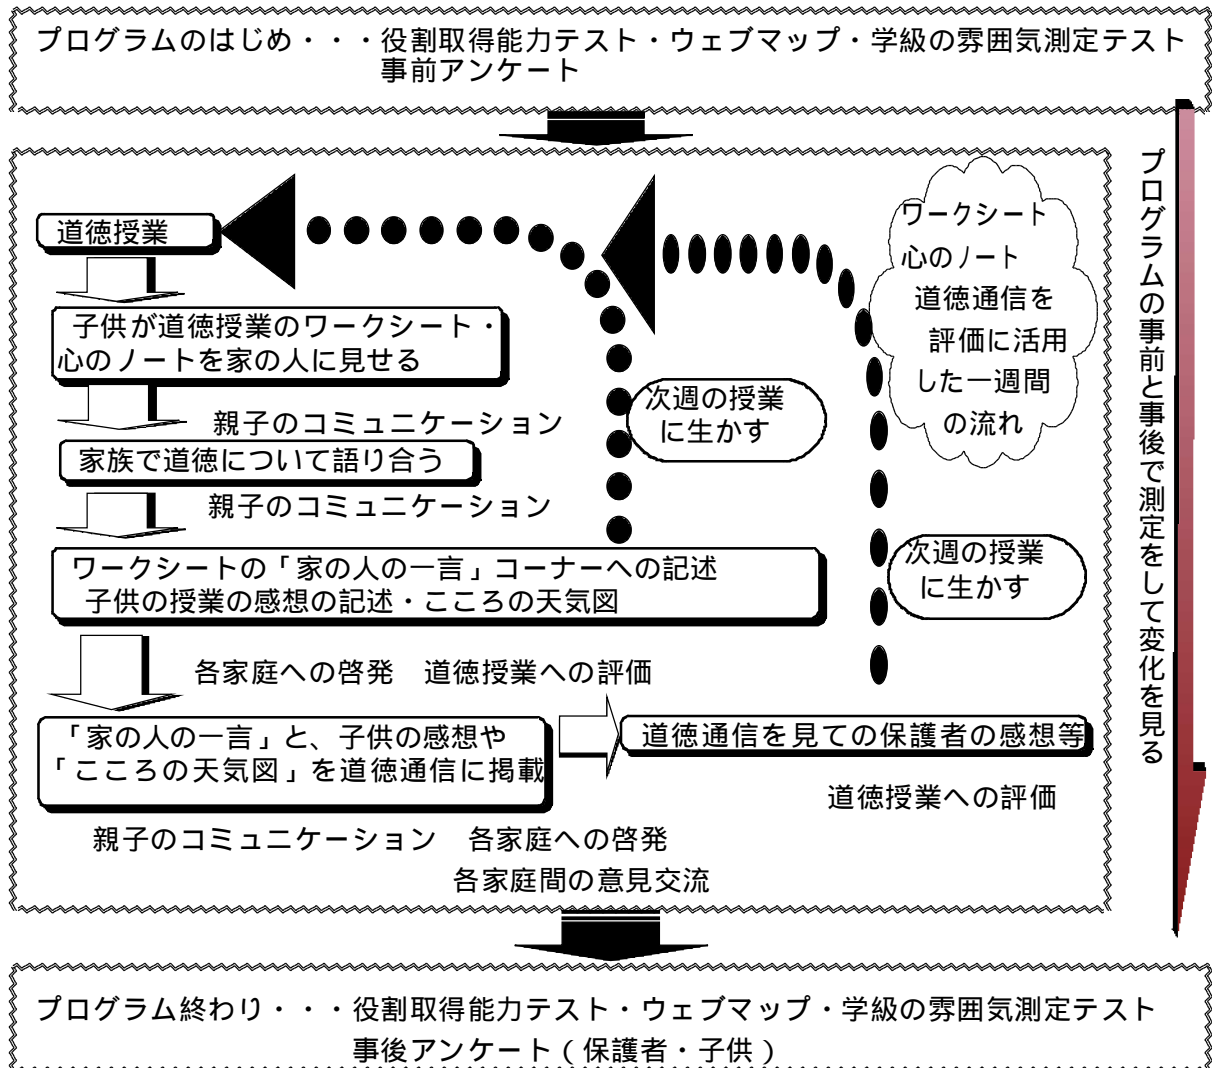 プログラムのはじめ・・・役割取得能力テスト・ウェブマップ・学級の雰囲気測定テスト
事前アンケート
道徳授業
子供が道徳授業のワークシート・
心のノートを家の人に見せる
親子のコミュニケーション
家族で道徳について語り合う
親子のコミュニケーション
ワークシートの「家の人の一言」コーナーへの記述
子供の授業の感想の記述・こころの天気図
各家庭への啓発　道徳授業への評価
「家の人の一言」と、子供の感想や
「こころの天気図」を道徳通信に掲載
道徳通信を見ての保護者の感想等
道徳授業への評価
親子のコミュニケーション　各家庭への啓発
各家庭間の意見交流
次週の授業
に生かす
次週の授業
に生かす
ワークシート
心のノート
道徳通信を
評価に活用
した一週間
の流れ
プログラムの事前と事後で測定をして変化を見る
プログラム終わり・・・役割取得能力テスト・ウェブマップ・学級の雰囲気測定テスト
事後アンケート（保護者・子供）